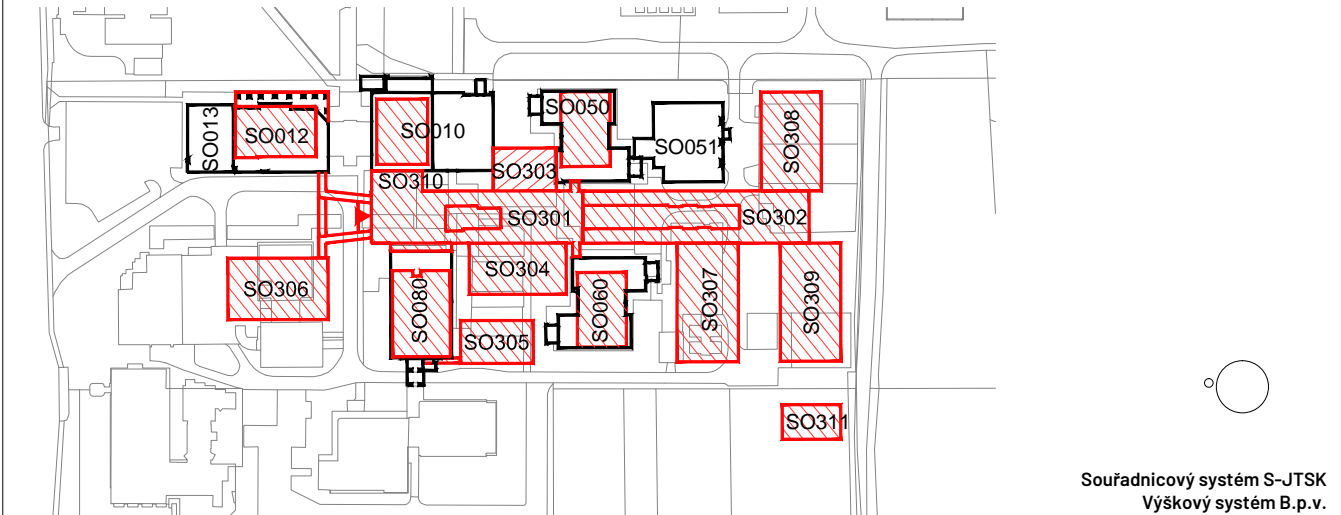 SO013
SO012
SO010
SO050
SO051
SO308
SO303
SO310
SO301
SO302
SO306
SO304
SO080
SO060
SO307
SO309
SO305
SO311
Souřadnicový systém S-JTSK
Výškový systém B.p.v.